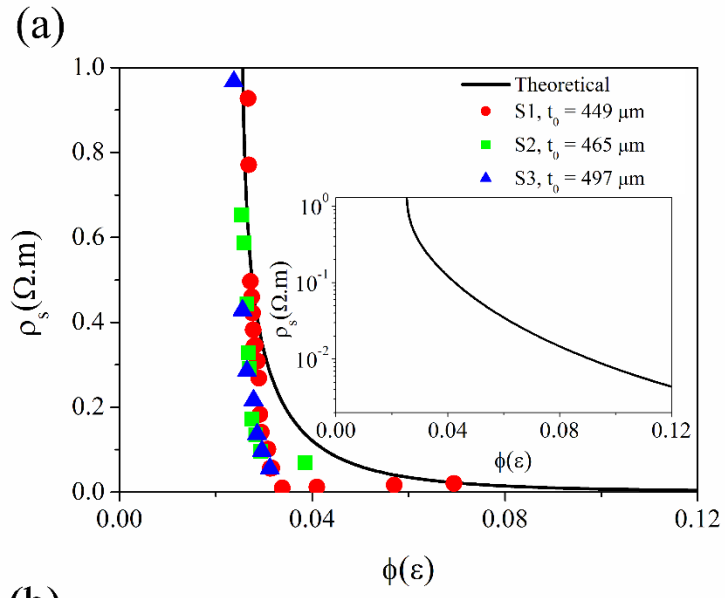 (a)
1.0
0.8
0.6
0.4
0.2
0.0
ρs(Ω.m)
0.00
0.04
0.08
0.12
ϕ(ε)
Theoretical
S1, t0 = 449 μm
S2, t0 = 465 μm
S3, t0 = 497 μm
10^0
10^-1
10^-2
ρs(Ω.m)
0.00
0.04
0.08
0.12
ϕ(ε)
(b)